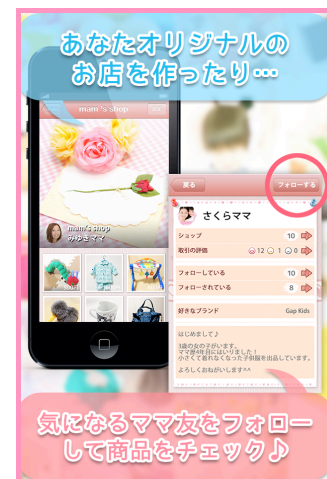 あなたオリジナルの
お店を作ったり…
mam 's shop
mam's shop
みゆきママ
戻る
フォローする
さくらママ
ショップ 10
取引の評価 12 1 0
フォローしている 10
フォローされている 8
好きなブランド Gap Kids
はじめまして♪
3歳の女の子がいます。
ママ歴4年目にはいりました！
小さくて着れなくなった子供服を出品しています。
よろしくおねがいします^^
気になるママ友をフォロー
して商品をチェック♪